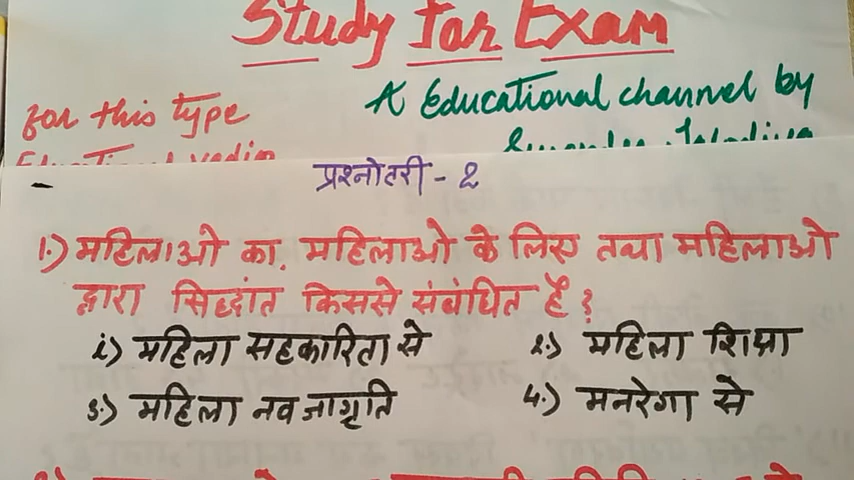 Study for Exam
A Educational channel by
for this type
प्रश्नोतरी - 2
1.) महिलाओ का, महिलाओ के लिए तथा महिलाओ
द्वारा सिद्धांत किससे संबंधित है ?
1) महिला सहकारिता से 2.) महिला शिक्षा
3.) महिला नव जागृति 4.) मनरेगा से